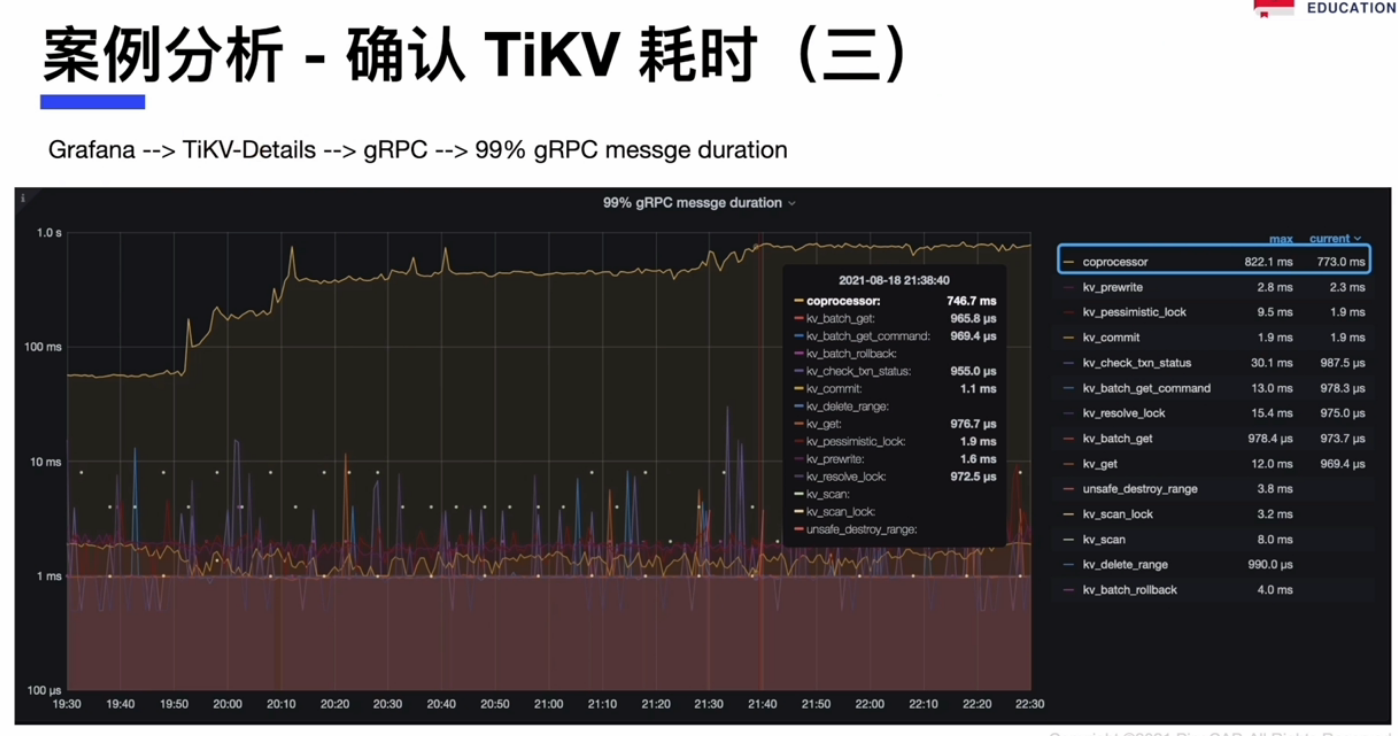 EDUCATION
案例分析 - 确认 TiKV 耗时（三）
Grafana --> TiKV-Details --> gRPC --> 99% gRPC messge duration
99% gRPC messge duration
1.0 s
100 ms
10 ms
1 ms
100 µs
19:30 19:40 19:50 20:00 20:10 20:20 20:30 20:40 20:50 21:00 21:10 21:20 21:30 21:40 21:50 22:00 22:10 22:20 22:30
2021-08-18 21:38:40
coprocessor: 746.7 ms
kv_batch_get: 965.8 µs
kv_batch_get_command: 969.4 µs
kv_batch_rollback:
kv_check_txn_status: 955.0 µs
kv_commit: 1.1 ms
kv_delete_range:
kv_get: 976.7 µs
kv_pessimistic_lock: 1.9 ms
kv_prewrite: 1.6 ms
kv_resolve_lock: 972.5 µs
kv_scan:
kv_scan_lock:
unsafe_destroy_range:
max current
coprocessor 822.1 ms 773.0 ms
kv_prewrite 2.8 ms 2.3 ms
kv_pessimistic_lock 9.5 ms 1.9 ms
kv_commit 1.9 ms 1.9 ms
kv_check_txn_status 30.1 ms 987.5 µs
kv_batch_get_command 13.0 ms 978.3 µs
kv_resolve_lock 15.4 ms 975.0 µs
kv_batch_get 978.4 µs 973.7 µs
kv_get 12.0 ms 969.4 µs
unsafe_destroy_range 3.8 ms
kv_scan_lock 3.2 ms
kv_scan 8.0 ms
kv_delete_range 990.0 µs
kv_batch_rollback 4.0 ms